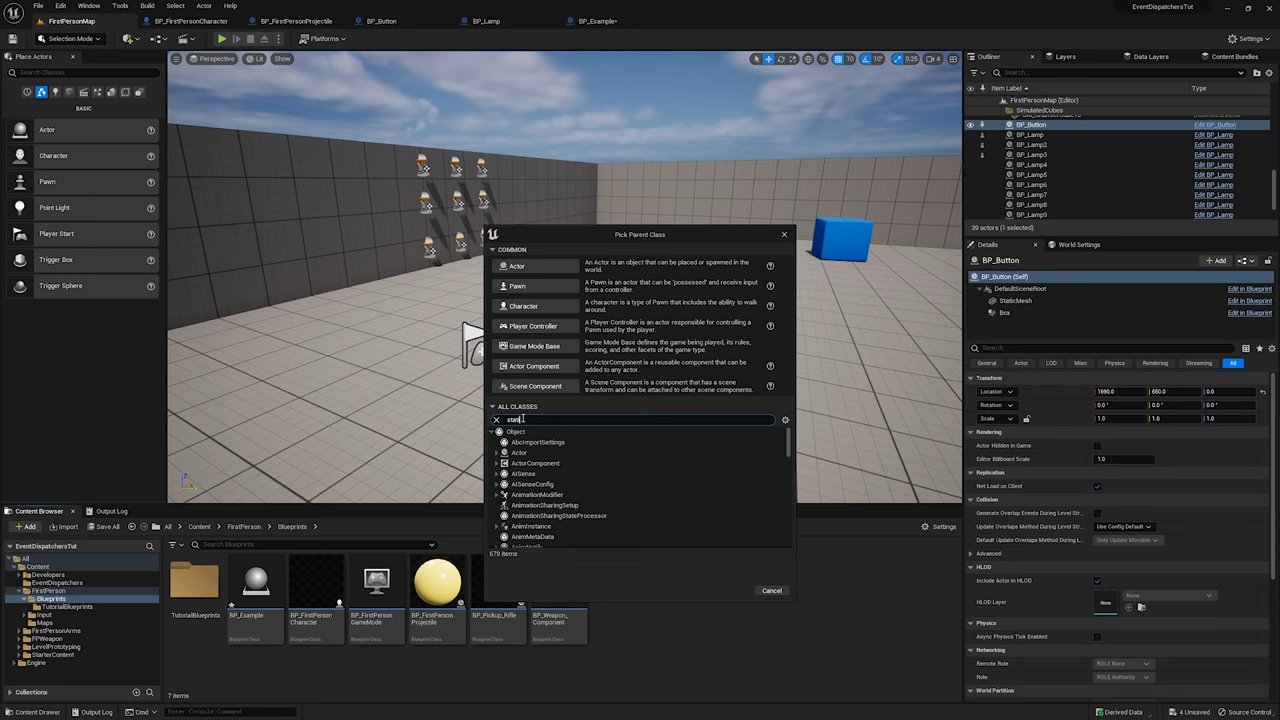 File Edit Window Tools Build Select Actor Help
EventDispatchersTut
FirstPersonMap BP_FirstPersonCharacter BP_FirstPersonProjectile BP_Button BP_Lamp BP_Example*
Selection Mode Platforms Settings
Place Actors
Search Classes
BASIC
Actor
Character
Pawn
Point Light
Player Start
Trigger Box
Trigger Sphere
Perspective Lit Show 10 10° 0.25 4
Pick Parent Class
COMMON
Actor An Actor is an object that can be placed or spawned in the world.
Pawn A Pawn is an actor that can be 'possessed' and receive input from a controller.
Character A character is a type of Pawn that includes the ability to walk around.
Player Controller A Player Controller is an actor responsible for controlling a Pawn used by the player.
Game Mode Base Game Mode Base defines the game being played, its rules, scoring, and other facets of the game type.
Actor Component An ActorComponent is a reusable component that can be added to any actor.
Scene Component A Scene Component is a component that has a scene transform and can be attached to other scene components.
ALL CLASSES
stati
Object
AbcImportSettings
Actor
ActorComponent
AISense
AISenseConfig
AnimationModifier
AnimationSharingSetup
AnimationSharingStateProcessor
AnimInstance
AnimMetaData
679 items
Cancel
Outliner Layers Data Layers Content Bundles
Search...
Item Label Type
FirstPersonMap (Editor)
SimulatedCubes
BP_Button Edit BP_Button
BP_Lamp Edit BP_Lamp
BP_Lamp2 Edit BP_Lamp
BP_Lamp3 Edit BP_Lamp
BP_Lamp4 Edit BP_Lamp
BP_Lamp5 Edit BP_Lamp
BP_Lamp6 Edit BP_Lamp
BP_Lamp7 Edit BP_Lamp
BP_Lamp8 Edit BP_Lamp
BP_Lamp9 Edit BP_Lamp
39 actors (1 selected)
Details World Settings
BP_Button Add
BP_Button (Self)
DefaultSceneRoot Edit in Blueprint
StaticMesh Edit in Blueprint
Box Edit in Blueprint
Search
General Actor LOD Misc Physics Rendering Streaming All
Transform
Location 1690.0 660.0 0.0
Rotation 0.0° 0.0° 0.0°
Scale 1.0 1.0 1.0
Rendering
Actor Hidden In Game
Editor Billboard Scale 1.0
Replication
Net Load on Client
Collision
Generate Overlap Events During Level Str
Update Overlaps Method During L Use Config Default
Default Update Overlaps Method During L Only Update Movable
Advanced
HLOD
Include Actor in HLOD
HLOD Layer None None
Physics
Async Physics Tick Enabled
Networking
Remote Role ROLE None
Role ROLE Authority
World Partition
Content Browser Output Log
Add Import Save All All Content FirstPerson Blueprints Settings
EventDispatchersTut
All
Content
Developers
EventDispatchers
FirstPerson
Blueprints
TutorialBlueprints
Input
Maps
FirstPersonArms
FPWeapon
LevelPrototyping
StarterContent
Engine
Collections
Search Blueprints
TutorialBlueprints
BP_Example
Blueprint Class
BP_FirstPerson
Character
Blueprint Class
BP_FirstPerson
GameMode
Blueprint Class
BP_FirstPerson
Projectile
Blueprint Class
BP_Pickup_Rifle
Blueprint Class
BP_Weapon_
Component
Blueprint Class
7 items
Content Drawer Output Log Cmd Enter Console Command Derived Data 4 Unsaved Source Control